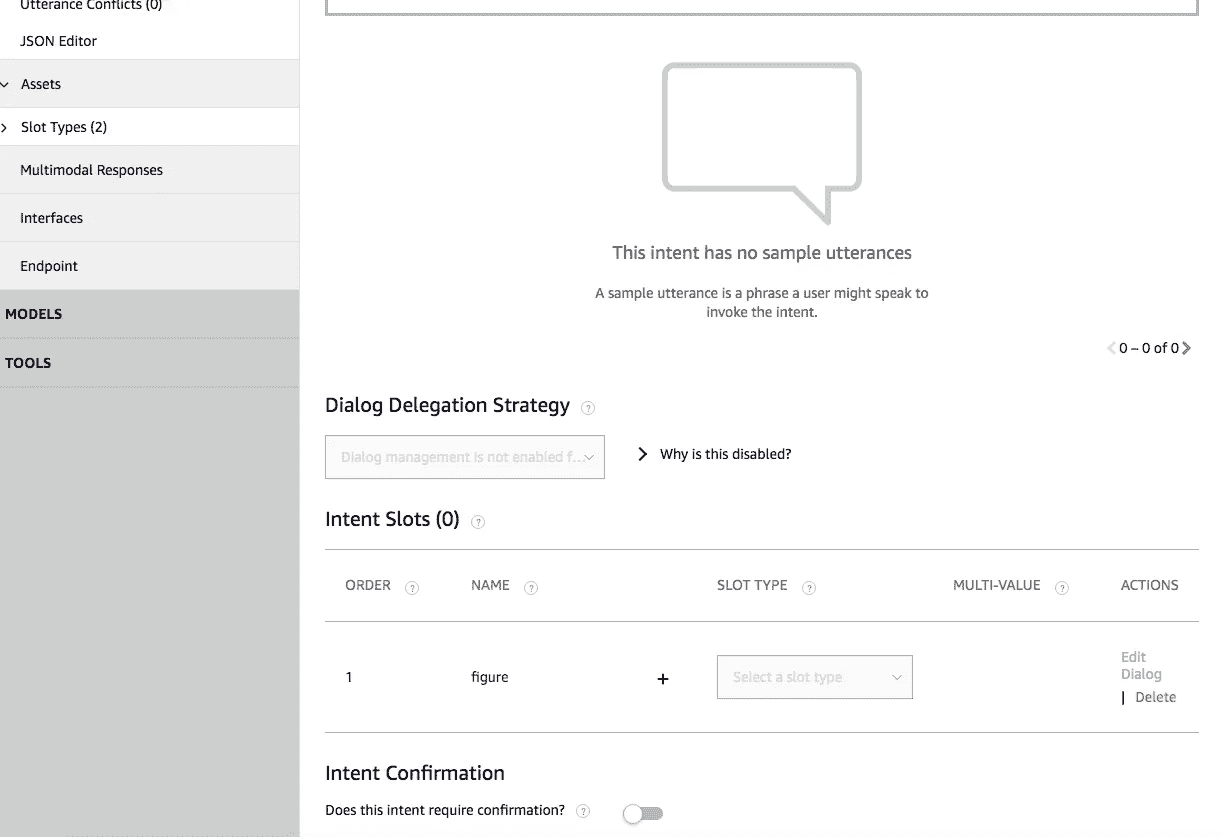 Utterance Conflicts (0)
JSON Editor
Assets
Slot Types (2)
Multimodal Responses
Interfaces
Endpoint
MODELS
TOOLS
This intent has no sample utterances
A sample utterance is a phrase a user might speak to
invoke the intent.
0 – 0 of 0
Dialog Delegation Strategy ?
Dialog management is not enabled f...
Why is this disabled?
Intent Slots (0) ?
ORDER ? NAME ? SLOT TYPE ? MULTI-VALUE ? ACTIONS
1 figure + Select a slot type
Edit
Dialog
| Delete
Intent Confirmation
Does this intent require confirmation? ?